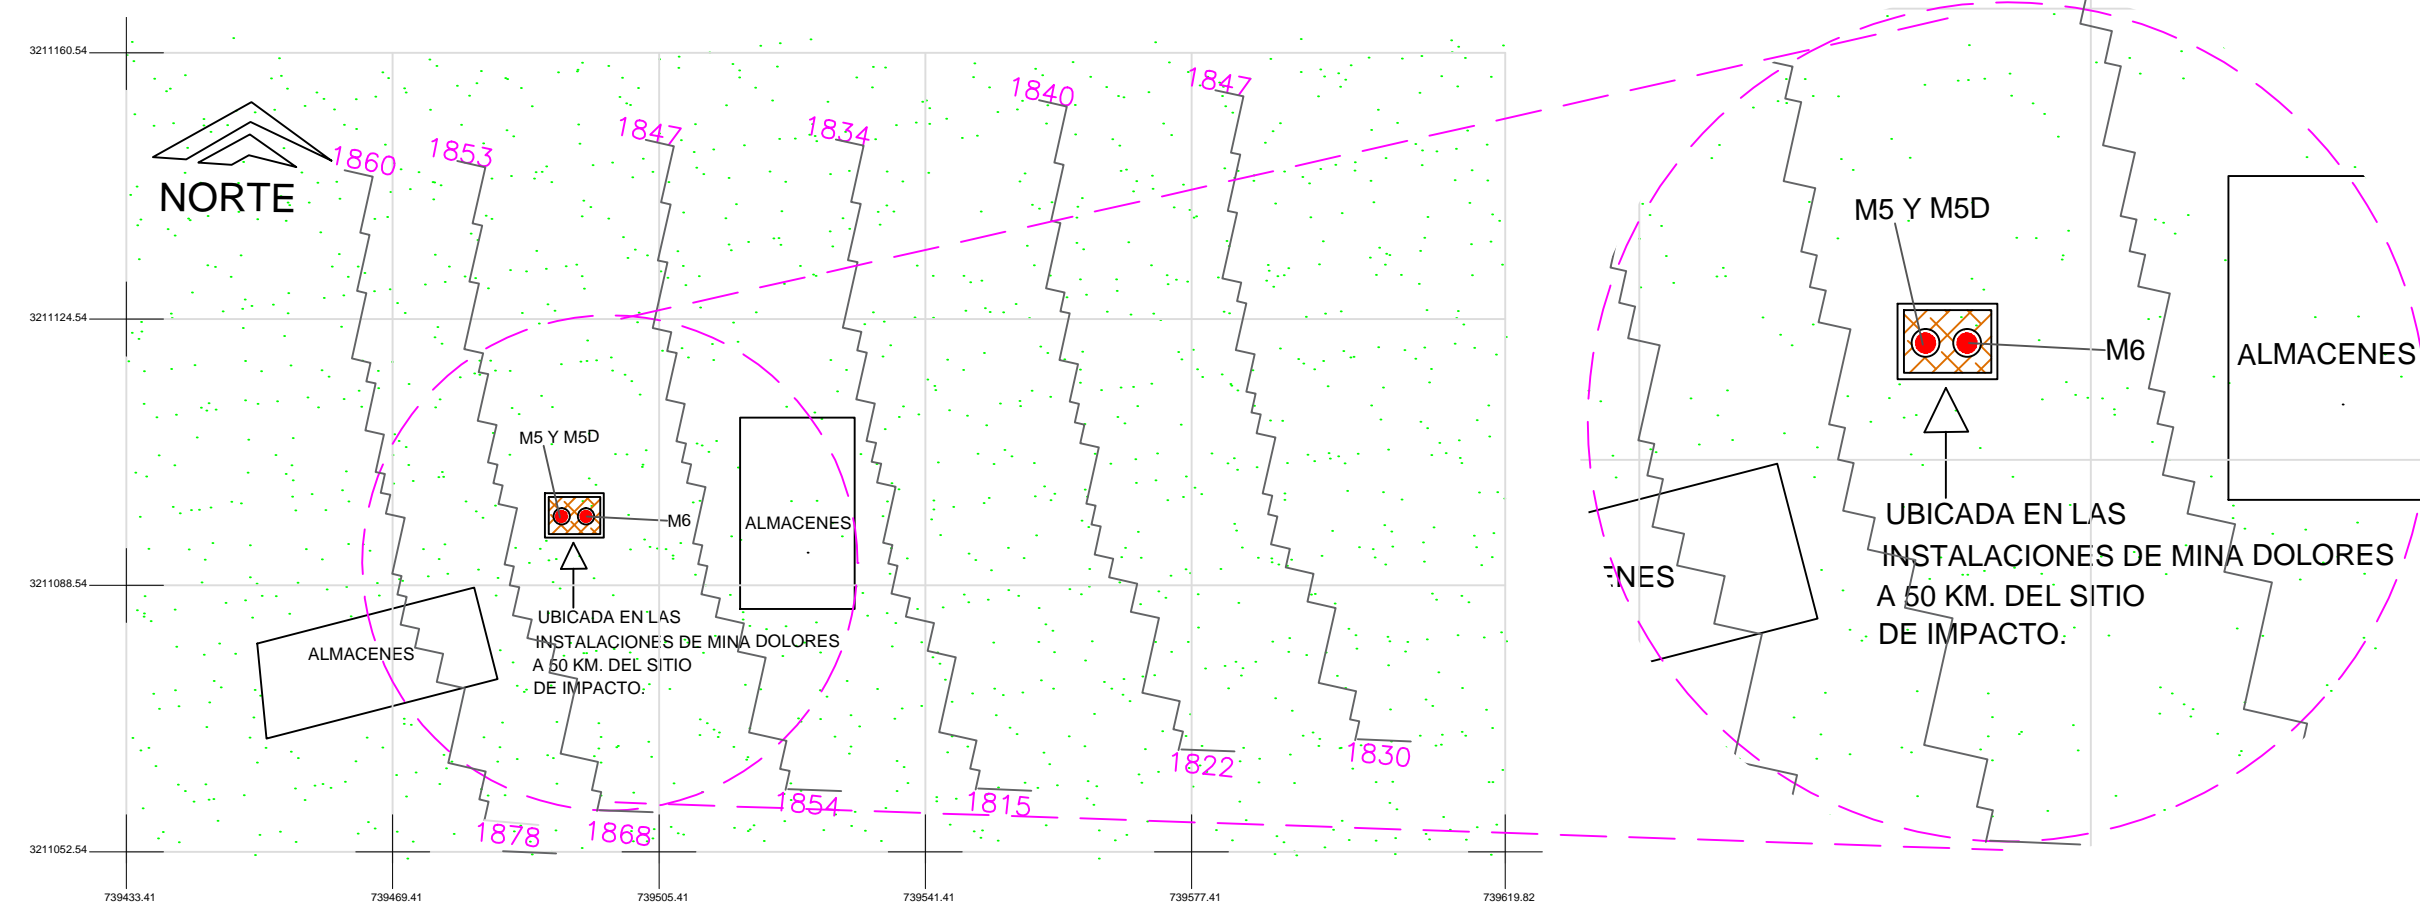 3211160.54
3211124.54
3211088.54
3211052.54
NORTE
1860
1853
1847
1834
1840
1847
M5 Y M5D
M6
ALMACENES
ALMACENES
UBICADA EN LAS
INSTALACIONES DE MINA DOLORES
A 50 KM. DEL SITIO
DE IMPACTO.
1878
1868
1854
1815
1822
1830
739433.41
739469.41
739505.41
739541.41
739577.41
739619.82
M5 Y M5D
M6
ALMACENES
NES
UBICADA EN LAS
INSTALACIONES DE MINA DOLORES
A 50 KM. DEL SITIO
DE IMPACTO.